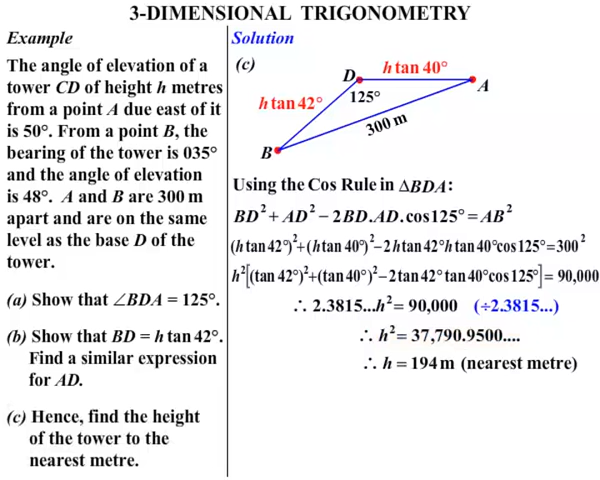 3-DIMENSIONAL TRIGONOMETRY
Example
The angle of elevation of a
tower CD of height h metres
from a point A due east of it
is 50°. From a point B, the
bearing of the tower is 035°
and the angle of elevation
is 48°. A and B are 300 m
apart and are on the same
level as the base D of the
tower.
(a) Show that ∠BDA = 125°.
(b) Show that BD = h tan 42°.
Find a similar expression
for AD.
(c) Hence, find the height
of the tower to the
nearest metre.
Solution
(c)
D
h tan 40°
A
h tan 42°
125°
300 m
B
Using the Cos Rule in ΔBDA:
BD² + AD² − 2BD.AD.cos125° = AB²
(h tan 42°)²+(h tan 40°)²−2h tan 42°h tan 40°cos125°=300²
h²[(tan 42°)²+(tan 40°)²−2tan 42° tan 40°cos125°]= 90,000
∴ 2.3815...h² = 90,000 (÷2.3815...)
∴ h² = 37,790.9500....
∴ h = 194 m (nearest metre)